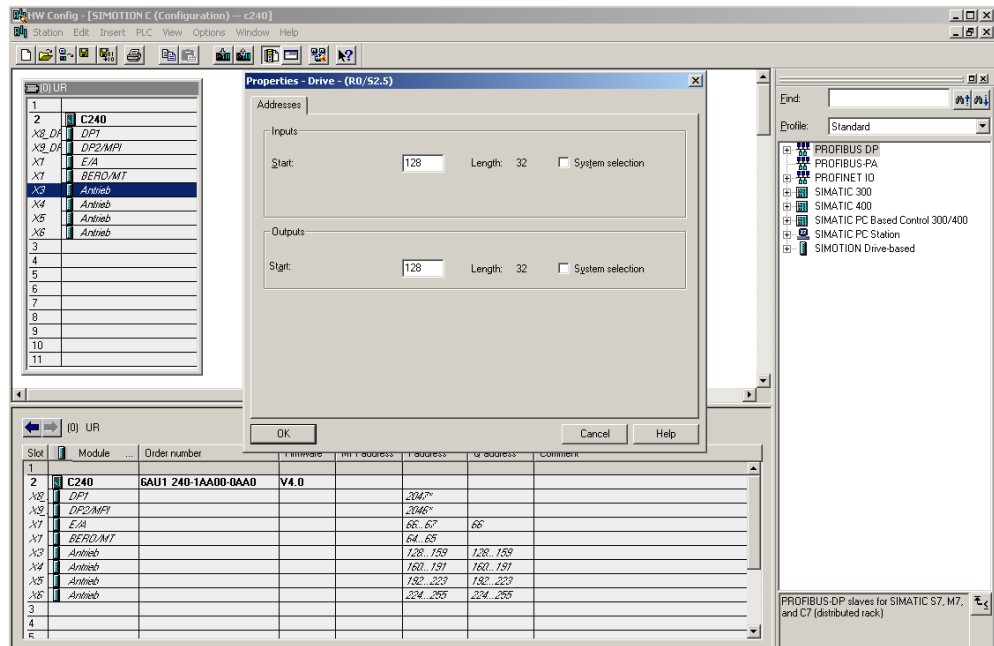 HW Config - [SIMOTION C (Configuration) -- c240]
Station Edit Insert PLC View Options Window Help
(0) UR
1
2 C240
X8_DP DP1
X9_DP DP2/MPI
X1 E/A
X1 BERO/MT
X3 Antrieb
X4 Antrieb
X5 Antrieb
X6 Antrieb
3
4
5
6
7
8
9
10
11
Properties - Drive - (R0/S2.5)
Addresses
Inputs
Start: 128 Length: 32 System selection
Outputs
Start: 128 Length: 32 System selection
OK Cancel Help
Find:
Profile: Standard
PROFIBUS DP
PROFIBUS-PA
PROFINET IO
SIMATIC 300
SIMATIC 400
SIMATIC PC Based Control 300/400
SIMATIC PC Station
SIMOTION Drive-based
PROFIBUS-DP slaves for SIMATIC S7, M7,
and C7 (distributed rack)
(0) UR
Slot Module ... Order number Firmware MPI address I address Q address Comment
1
2 C240 6AU1 240-1AA00-0AA0 V4.0
X8_ DP1 2047*
X9_ DP2/MPI 2046*
X1 E/A 66...67 66
X1 BERO/MT 64...65
X3 Antrieb 128...159 128...159
X4 Antrieb 160...191 160...191
X5 Antrieb 192...223 192...223
X6 Antrieb 224...255 224...255
3
4
5